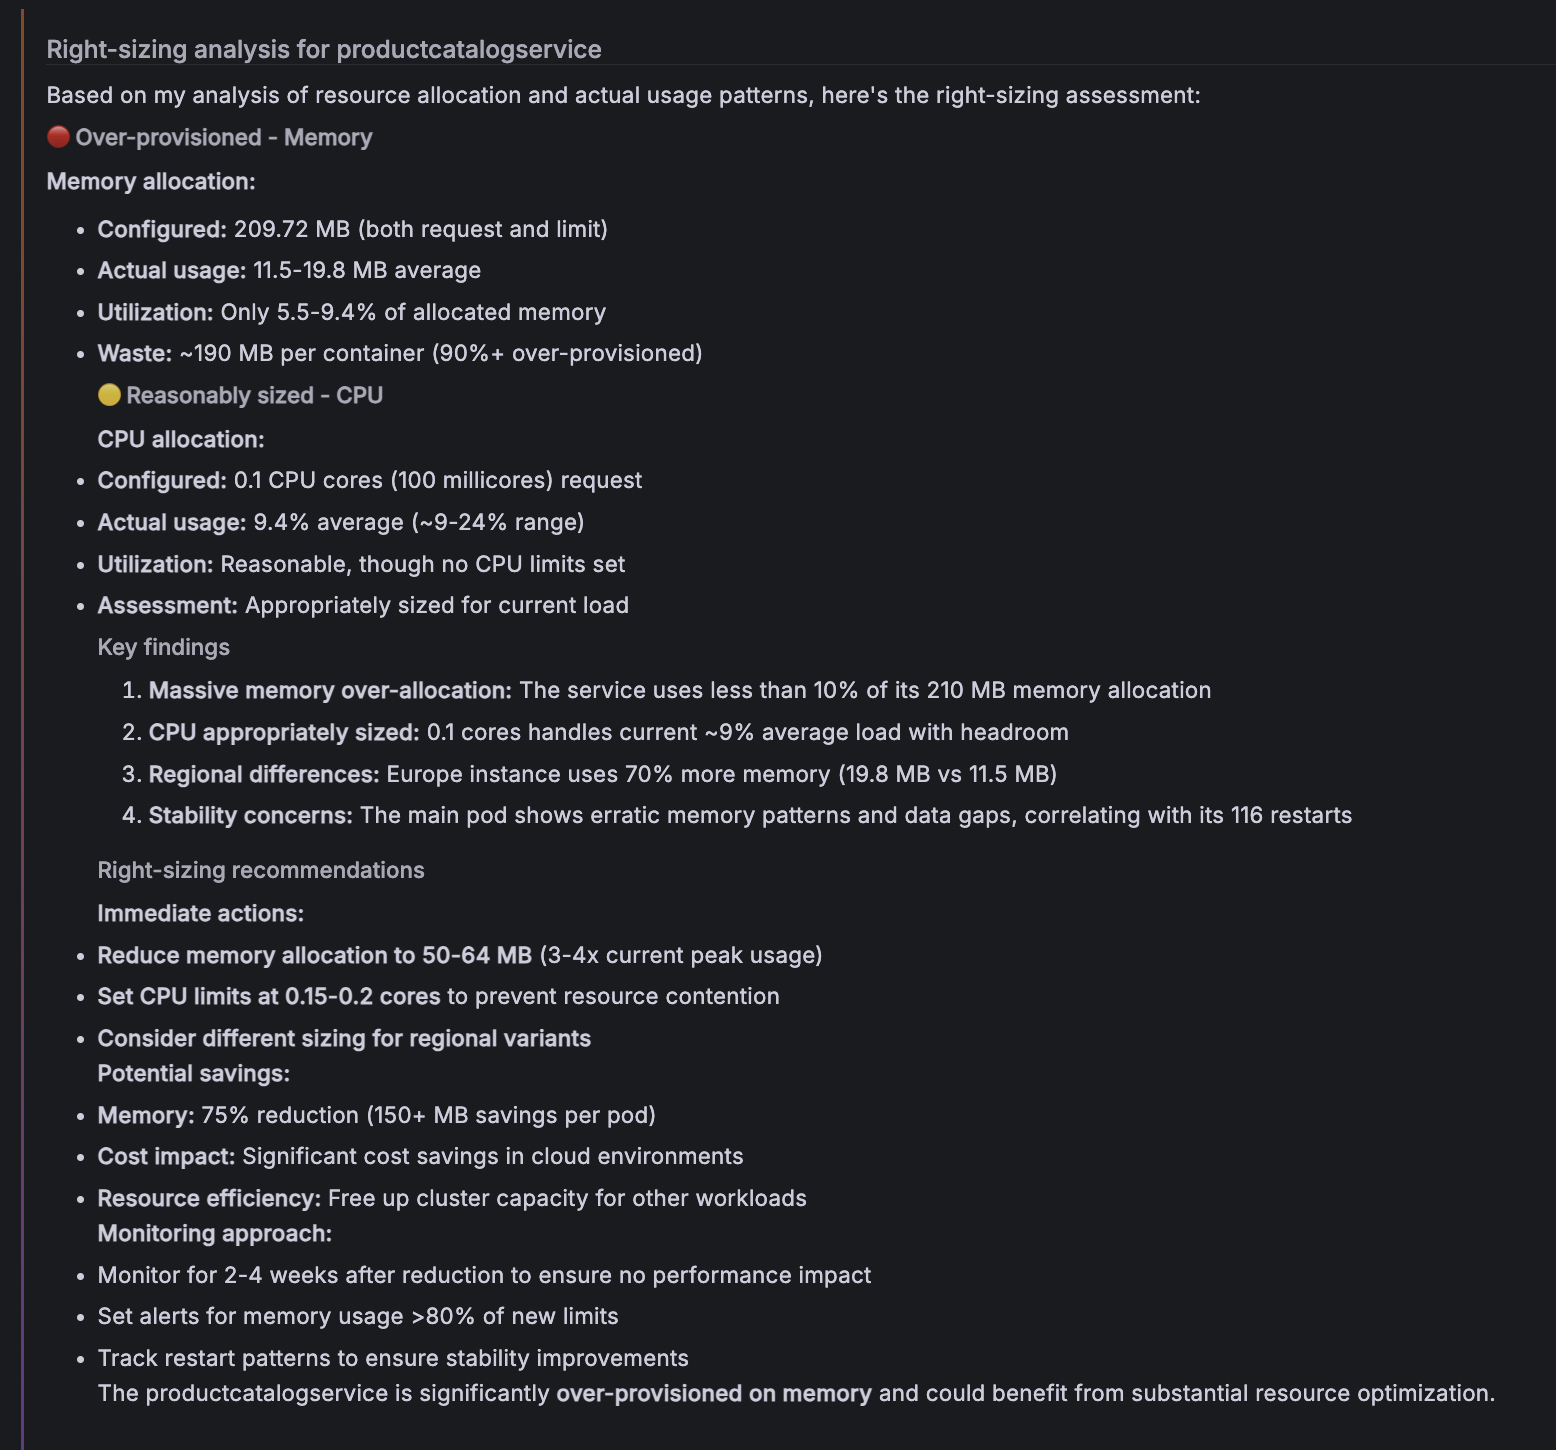 Right-sizing analysis for productcatalogservice
Based on my analysis of resource allocation and actual usage patterns, here's the right-sizing assessment:
🔴 Over-provisioned - Memory
Memory allocation:
• Configured: 209.72 MB (both request and limit)
• Actual usage: 11.5-19.8 MB average
• Utilization: Only 5.5-9.4% of allocated memory
• Waste: ~190 MB per container (90%+ over-provisioned)
🟡 Reasonably sized - CPU
CPU allocation:
• Configured: 0.1 CPU cores (100 millicores) request
• Actual usage: 9.4% average (~9-24% range)
• Utilization: Reasonable, though no CPU limits set
• Assessment: Appropriately sized for current load
Key findings
1. Massive memory over-allocation: The service uses less than 10% of its 210 MB memory allocation
2. CPU appropriately sized: 0.1 cores handles current ~9% average load with headroom
3. Regional differences: Europe instance uses 70% more memory (19.8 MB vs 11.5 MB)
4. Stability concerns: The main pod shows erratic memory patterns and data gaps, correlating with its 116 restarts
Right-sizing recommendations
Immediate actions:
• Reduce memory allocation to 50-64 MB (3-4x current peak usage)
• Set CPU limits at 0.15-0.2 cores to prevent resource contention
• Consider different sizing for regional variants
Potential savings:
• Memory: 75% reduction (150+ MB savings per pod)
• Cost impact: Significant cost savings in cloud environments
• Resource efficiency: Free up cluster capacity for other workloads
Monitoring approach:
• Monitor for 2-4 weeks after reduction to ensure no performance impact
• Set alerts for memory usage >80% of new limits
• Track restart patterns to ensure stability improvements
The productcatalogservice is significantly over-provisioned on memory and could benefit from substantial resource optimization.